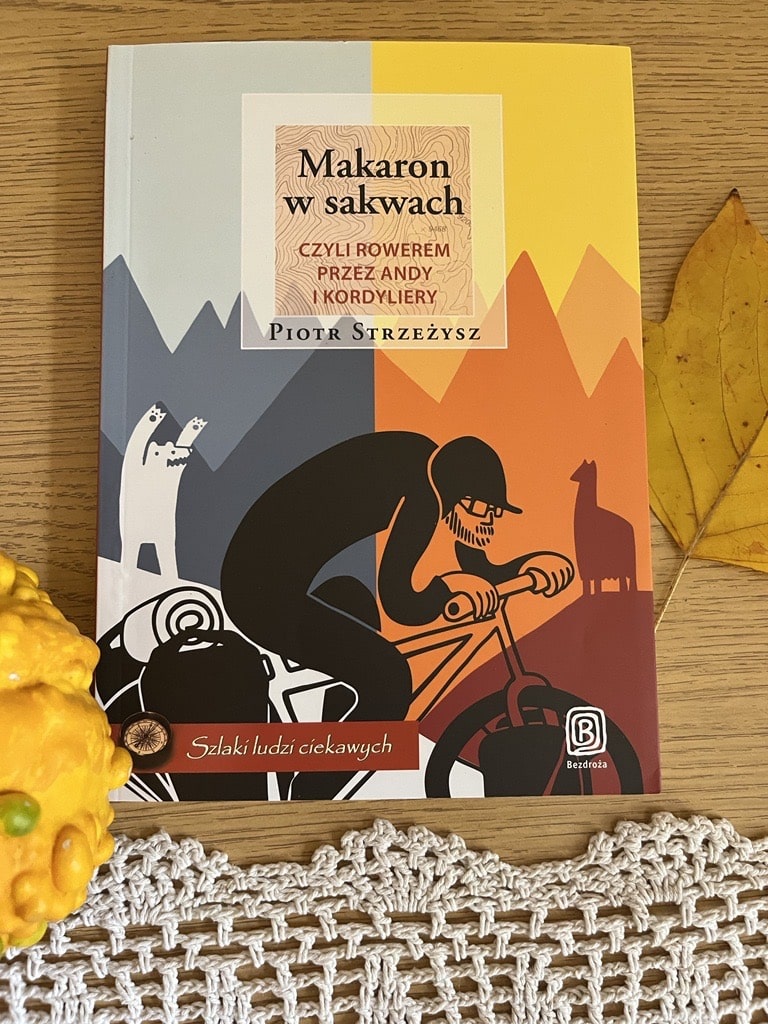 Makaron
w sakwach
CZYLI ROWEREM
PRZEZ ANDY
I KORDYLIERY
PIOTR STRZEŻYSZ
Szlaki ludzi ciekawych
B
Bezdroża